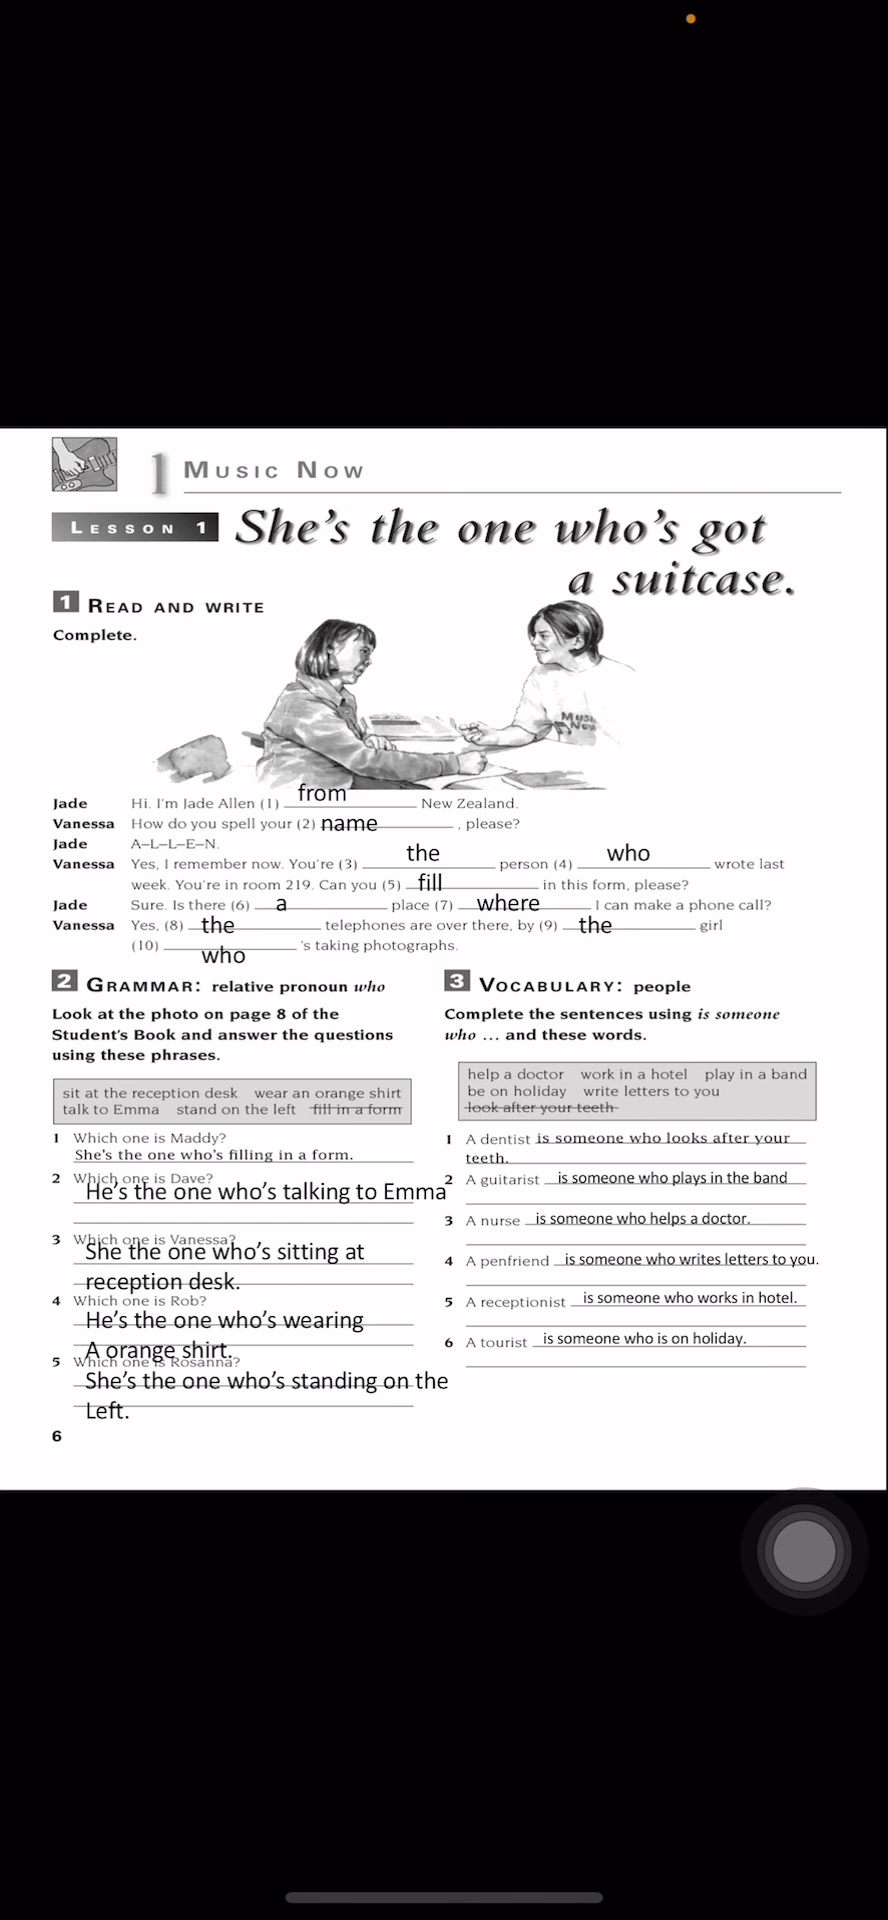 1 MUSIC NOW
LESSON 1 She's the one who's got
a suitcase.
1 READ AND WRITE
Complete.
Music
Now
Jade Hi. I'm Jade Allen (1) from New Zealand.
Vanessa How do you spell your (2) name, please?
Jade A–L–L–E–N.
Vanessa Yes, I remember now. You're (3) the person (4) who wrote last
week. You're in room 219. Can you (5) fill in this form, please?
Jade Sure. Is there (6) a place (7) where I can make a phone call?
Vanessa Yes, (8) the telephones are over there, by (9) the girl
(10) who 's taking photographs.
2 GRAMMAR: relative pronoun who
Look at the photo on page 8 of the
Student's Book and answer the questions
using these phrases.
sit at the reception desk wear an orange shirt
talk to Emma stand on the left fill in a form
1 Which one is Maddy?
She's the one who's filling in a form.
2 Which one is Dave?
He's the one who's talking to Emma
3 Which one is Vanessa?
She the one who's sitting at
reception desk.
4 Which one is Rob?
He's the one who's wearing
A orange shirt.
5 Which one is Rosanna?
She's the one who's standing on the
Left.
6
3 VOCABULARY: people
Complete the sentences using is someone
who ... and these words.
help a doctor work in a hotel play in a band
be on holiday write letters to you
look after your teeth
1 A dentist is someone who looks after your
teeth.
2 A guitarist is someone who plays in the band
3 A nurse is someone who helps a doctor.
4 A penfriend is someone who writes letters to you.
5 A receptionist is someone who works in hotel.
6 A tourist is someone who is on holiday.